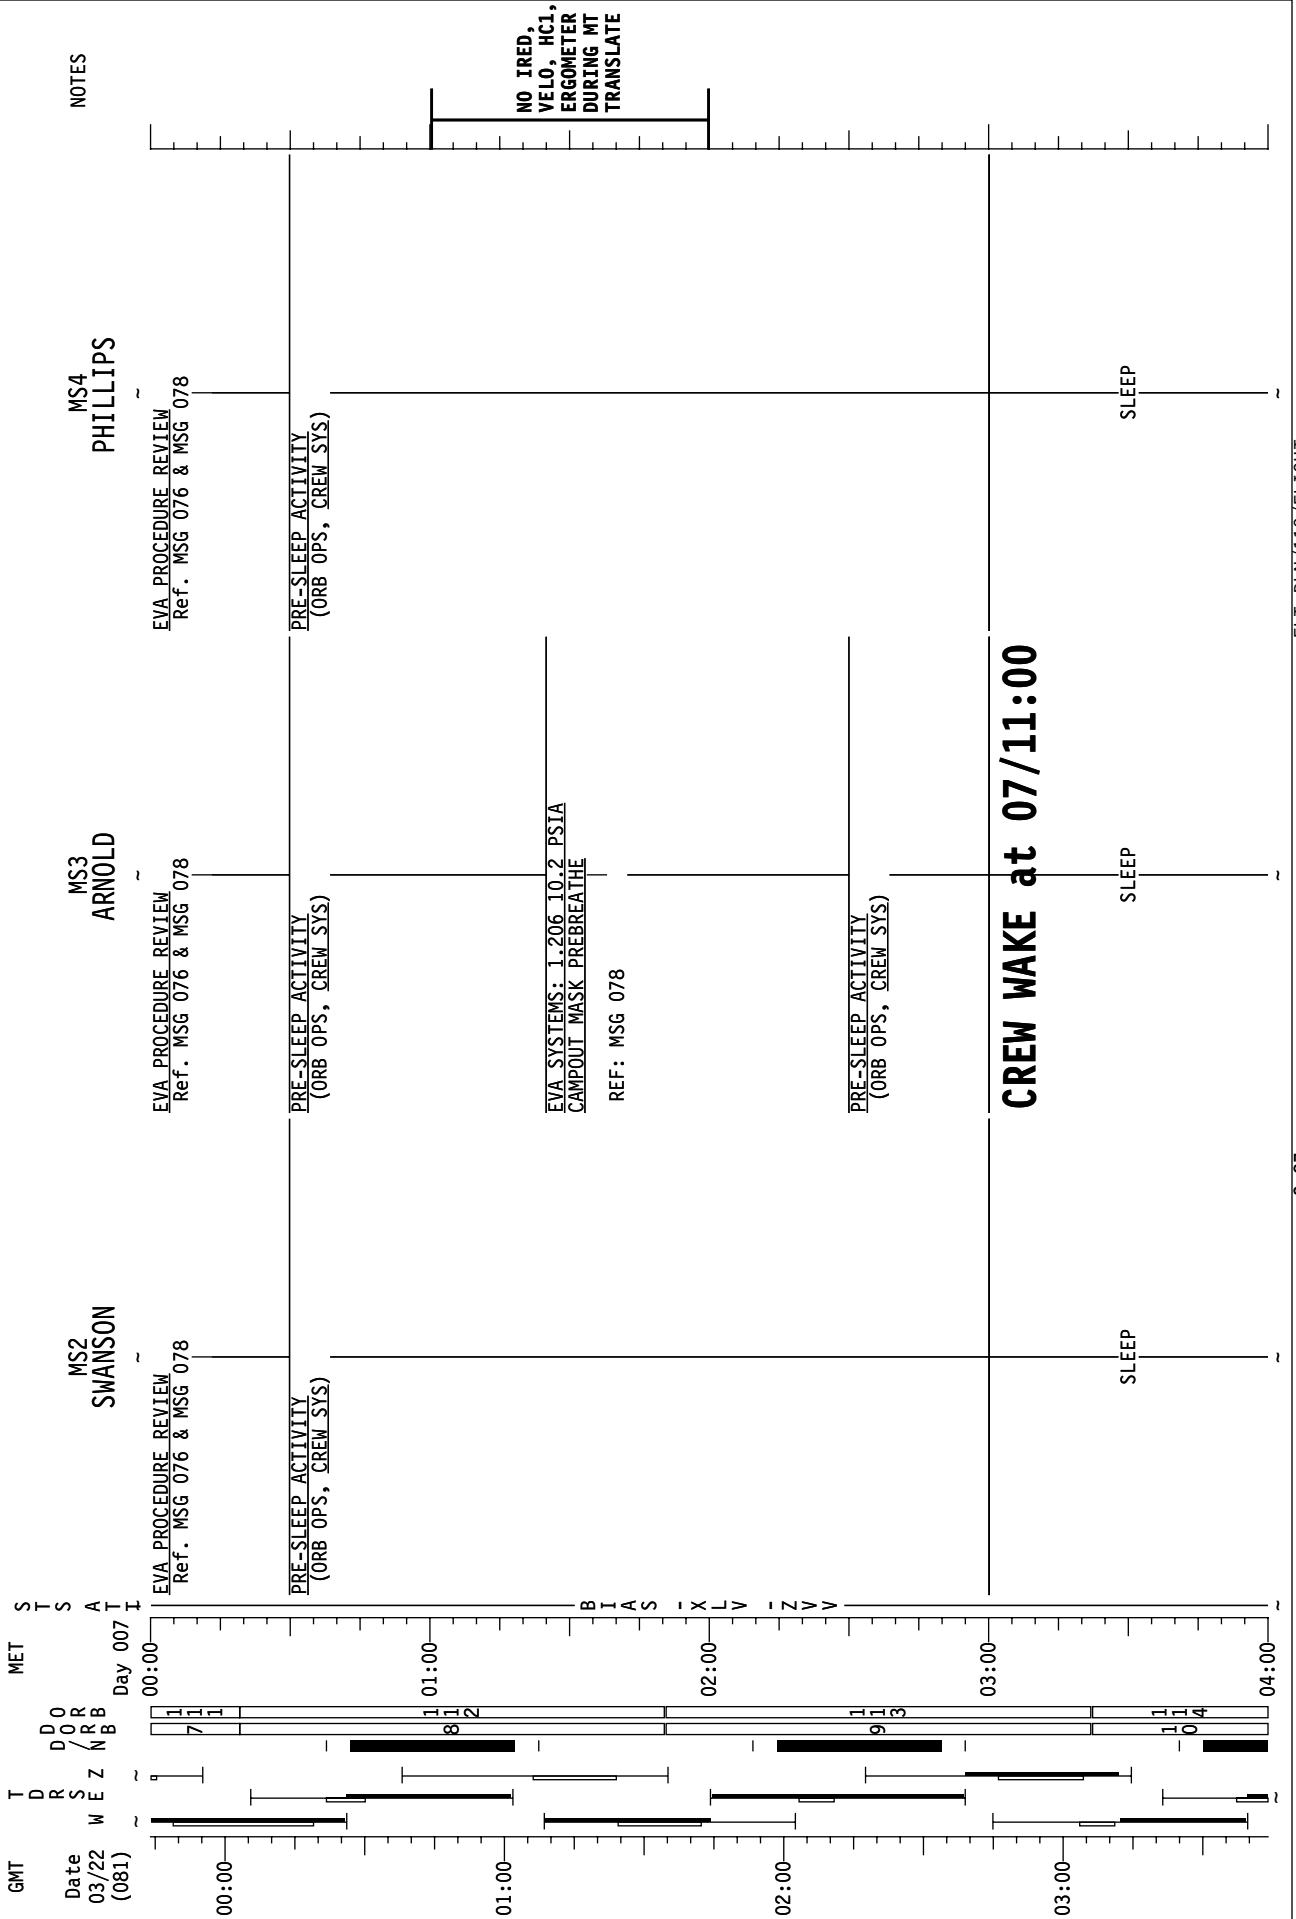 GMT
Date
03/22
(081)
00:00
01:00
02:00
03:00
T
D
R
S
W E Z
D D O
/ O R
N R B
B
7
8
9
10
111
112
113
114
MET
Day 007
00:00
01:00
02:00
03:00
04:00
S
T
S
A
T
T
BIAS -XLV -ZVV
MS2
SWANSON
EVA PROCEDURE REVIEW
Ref. MSG 076 & MSG 078
PRE-SLEEP ACTIVITY
(ORB OPS, CREW SYS)
SLEEP
MS3
ARNOLD
EVA PROCEDURE REVIEW
Ref. MSG 076 & MSG 078
PRE-SLEEP ACTIVITY
(ORB OPS, CREW SYS)
EVA SYSTEMS: 1.206 10.2 PSIA
CAMPOUT MASK PREBREATHE
REF: MSG 078
PRE-SLEEP ACTIVITY
(ORB OPS, CREW SYS)
CREW WAKE at 07/11:00
SLEEP
MS4
PHILLIPS
EVA PROCEDURE REVIEW
Ref. MSG 076 & MSG 078
PRE-SLEEP ACTIVITY
(ORB OPS, CREW SYS)
SLEEP
NOTES
NO IRED,
VELO, HC1,
ERGOMETER
DURING MT
TRANSLATE